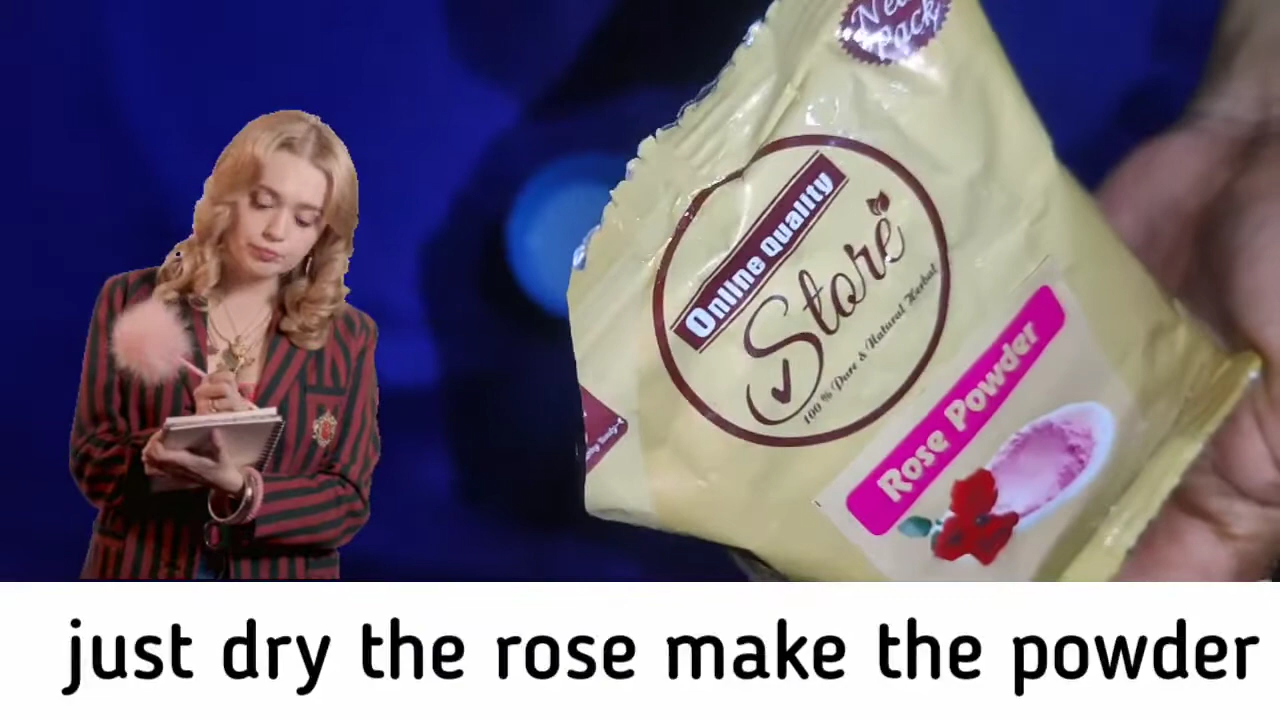 New
Pack
Online Quality
Store
100 % Pure & Natural Herbal
Rose Powder
just dry the rose make the powder